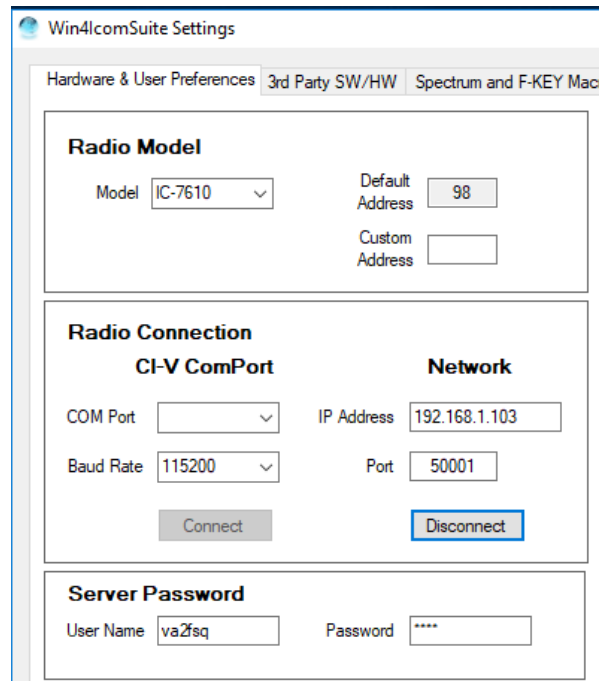 Win4IcomSuite Settings
Hardware & User Preferences 3rd Party SW/HW Spectrum and F-KEY Mac
Radio Model
Model IC-7610 Default Address 98
Custom Address
Radio Connection
CI-V ComPort Network
COM Port IP Address 192.168.1.103
Baud Rate 115200 Port 50001
Connect Disconnect
Server Password
User Name va2fsq Password ****